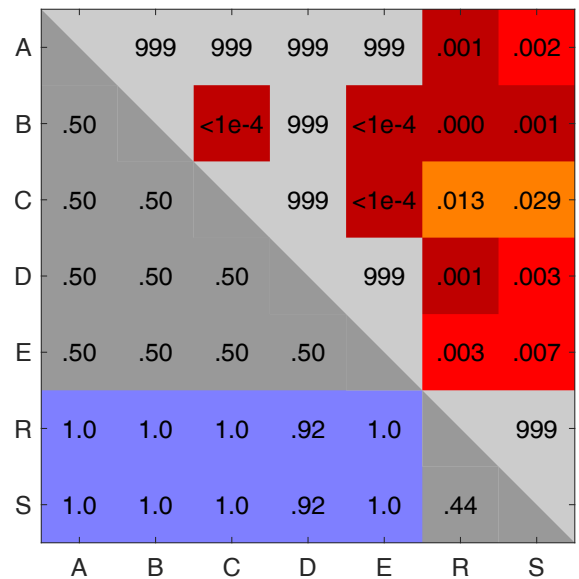 A 999 999 999 999 .001 .002
B .50 <1e-4 999 <1e-4 .000 .001
C .50 .50 999 <1e-4 .013 .029
D .50 .50 .50 999 .001 .003
E .50 .50 .50 .50 .003 .007
R 1.0 1.0 1.0 .92 1.0 999
S 1.0 1.0 1.0 .92 1.0 .44
A B C D E R S